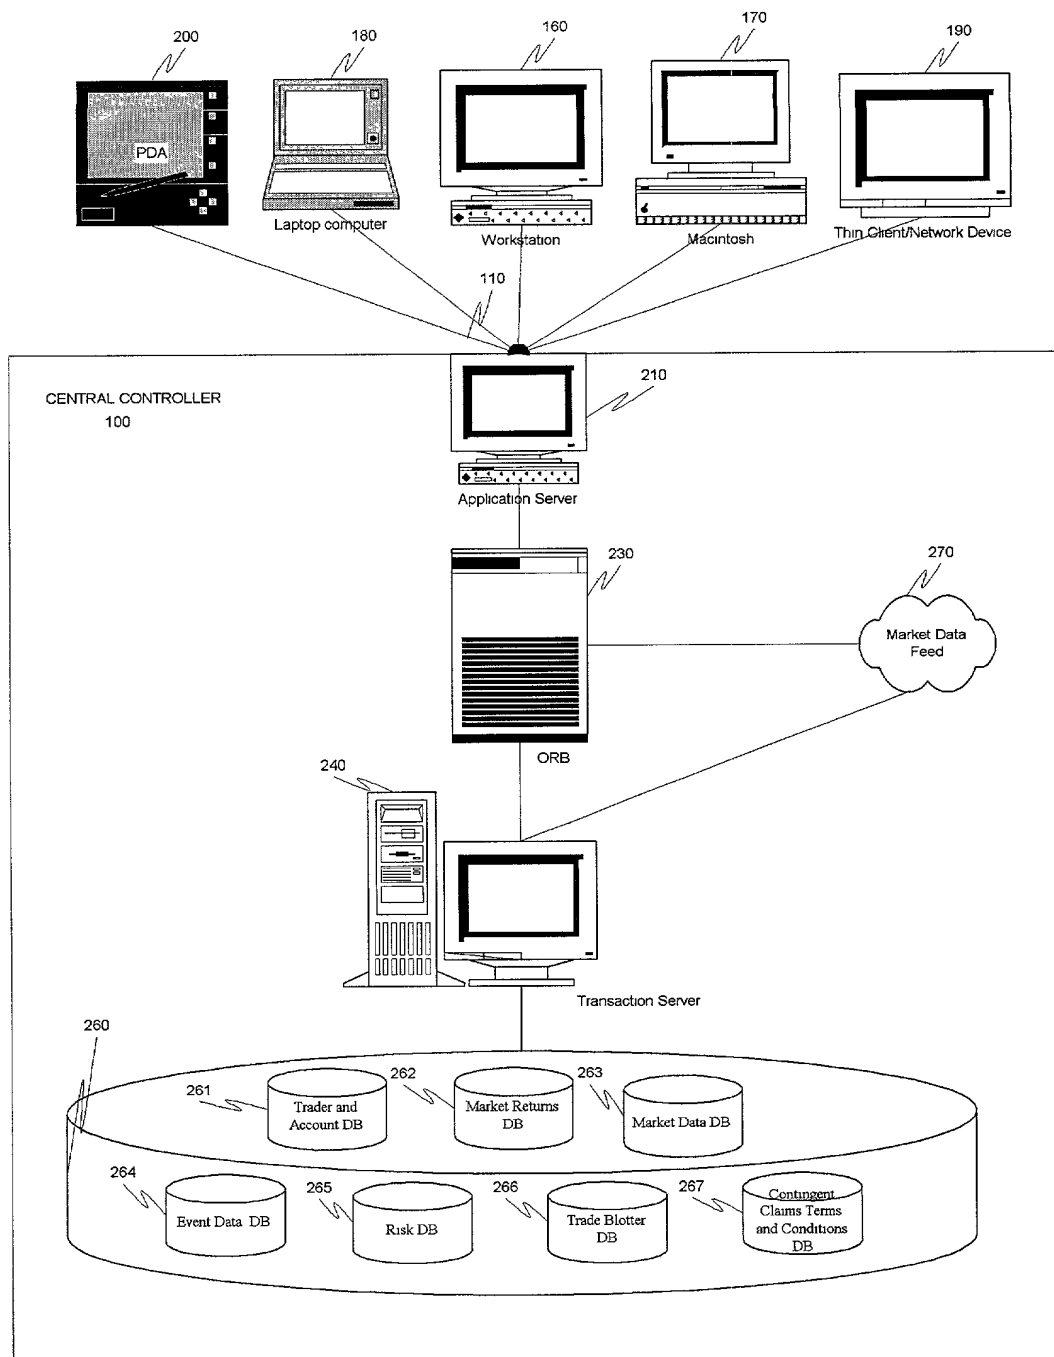 200
180
160
170
190
PDA
Laptop computer
Workstation
Macintosh
Thin Client/Network Device
110
210
CENTRAL CONTROLLER
100
Application Server
230
270
Market Data
Feed
ORB
240
Transaction Server
260
261
262
263
Trader and
Account DB
Market Returns
DB
Market Data DB
264
265
266
267
Event Data DB
Risk DB
Trade Blotter
DB
Contingent
Claims Terms
and Conditions
DB